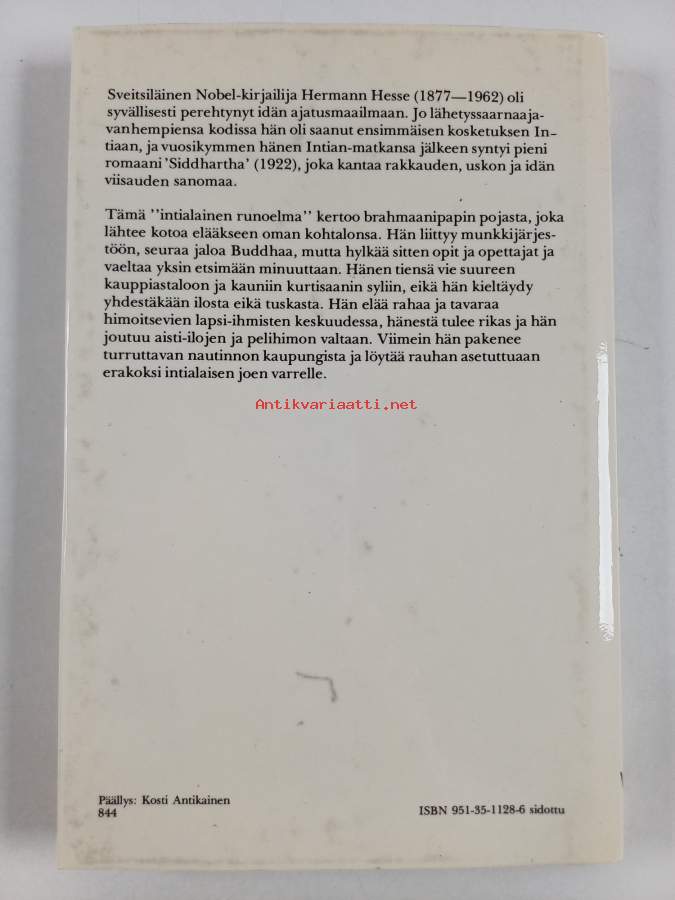 Sveitsiläinen Nobel-kirjailija Hermann Hesse (1877—1962) oli
syvällisesti perehtynyt idän ajatusmaailmaan. Jo lähetyssaarnaaja-
vanhempiensa kodissa hän oli saanut ensimmäisen kosketuksen In-
tiaan, ja vuosikymmen hänen Intian-matkansa jälkeen syntyi pieni
romaani 'Siddhartha' (1922), joka kantaa rakkauden, uskon ja idän
viisauden sanomaa.
Tämä ''intialainen runoelma'' kertoo brahmaanipapin pojasta, joka
lähtee kotoa elääkseen oman kohtalonsa. Hän liittyy munkkijärjes-
töön, seuraa jaloa Buddhaa, mutta hylkää sitten opit ja opettajat ja
vaeltaa yksin etsimään minuuttaan. Hänen tiensä vie suureen
kauppiastaloon ja kauniin kurtisaanin syliin, eikä hän kieltäydy
yhdestäkään ilosta eikä tuskasta. Hän elää rahaa ja tavaraa
himoitsevien lapsi-ihmisten keskuudessa, hänestä tulee rikas ja hän
joutuu aisti-ilojen ja pelihimon valtaan. Viimein hän pakenee
turruttavan nautinnon kaupungista ja löytää rauhan asetuttuaan
erakoksi intialaisen joen varrelle.
Antikvariaatti.net
Päällys: Kosti Antikainen
844
ISBN 951-35-1128-6 sidottu